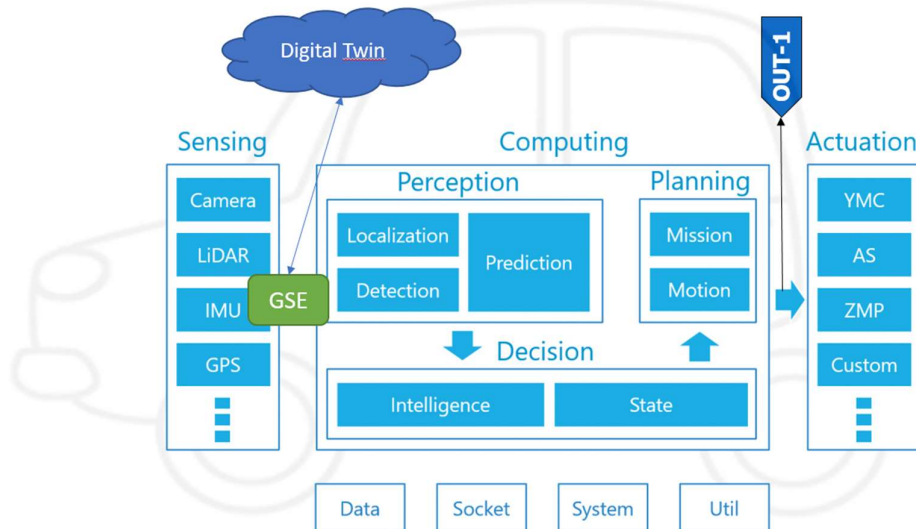 Digital Twin
OUT-1
Sensing
Computing
Actuation
Perception
Planning
Camera
LiDAR
IMU
GPS
GSE
Localization
Detection
Prediction
Mission
Motion
YMC
AS
ZMP
Custom
Decision
Intelligence
State
Data
Socket
System
Util